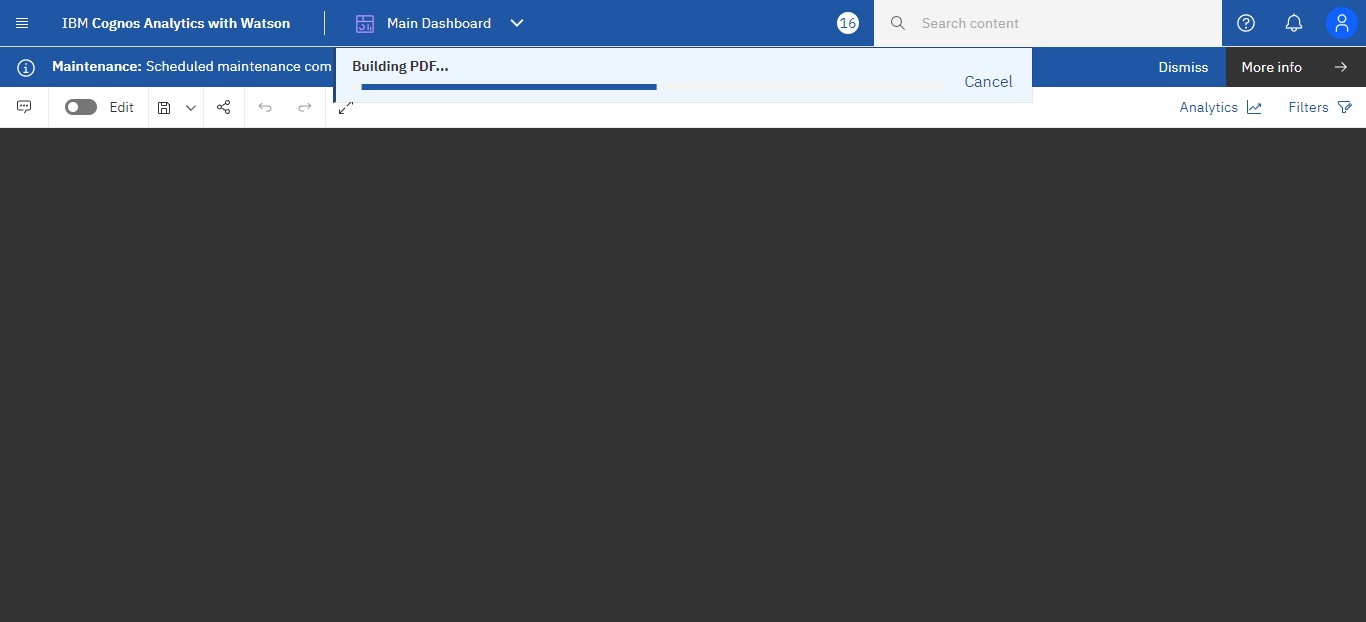 IBM Cognos Analytics with Watson
Main Dashboard
16
Search content
Maintenance: Scheduled maintenance com
Building PDF...
Cancel
Dismiss
More info
Edit
Analytics
Filters